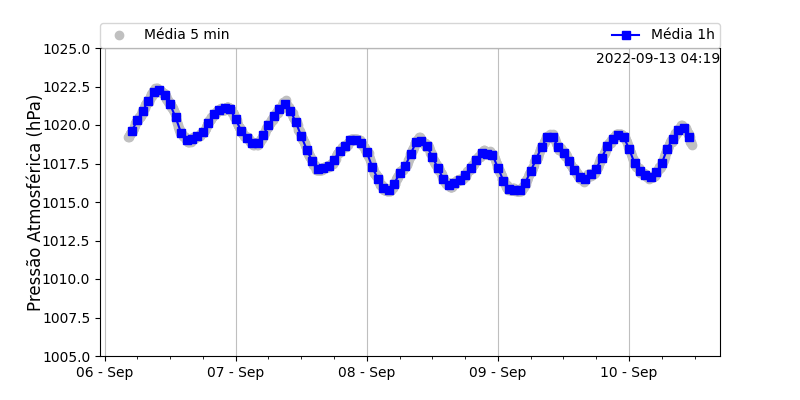 Média 5 min
Média 1h
2022-09-13 04:19
Pressão Atmosférica (hPa)
1025.0
1022.5
1020.0
1017.5
1015.0
1012.5
1010.0
1007.5
1005.0
06 - Sep
07 - Sep
08 - Sep
09 - Sep
10 - Sep